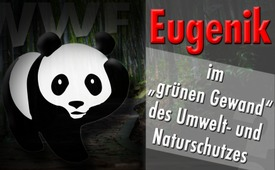 WWF
Eugenik
im
„grünen Gewand”
des Umwelt- und
Naturschutzes